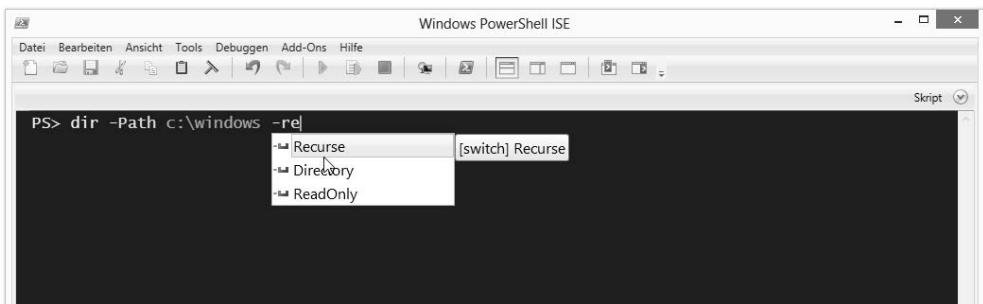 Windows PowerShell ISE
Datei Bearbeiten Ansicht Tools Debuggen Add-Ons Hilfe
Skript
PS> dir -Path c:\windows -re
Recurse
[switch] Recurse
Directory
ReadOnly